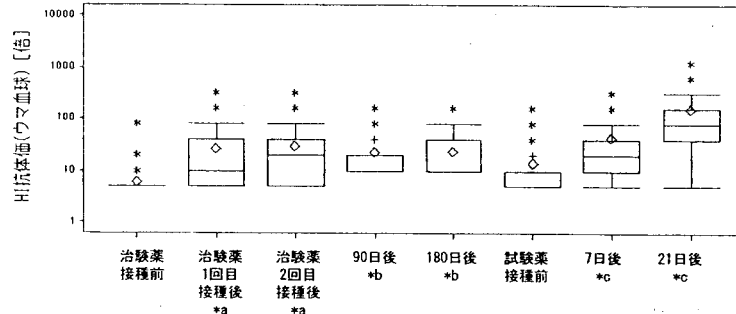 HI抗体価(ウマ血球) [倍]
10000
1000
100
10
1
治験薬
接種前
治験薬
1回目
接種後
*a
治験薬
2回目
接種後
*a
90日後
*b
180日後
*b
試験薬
接種前
7日後
*c
21日後
*c